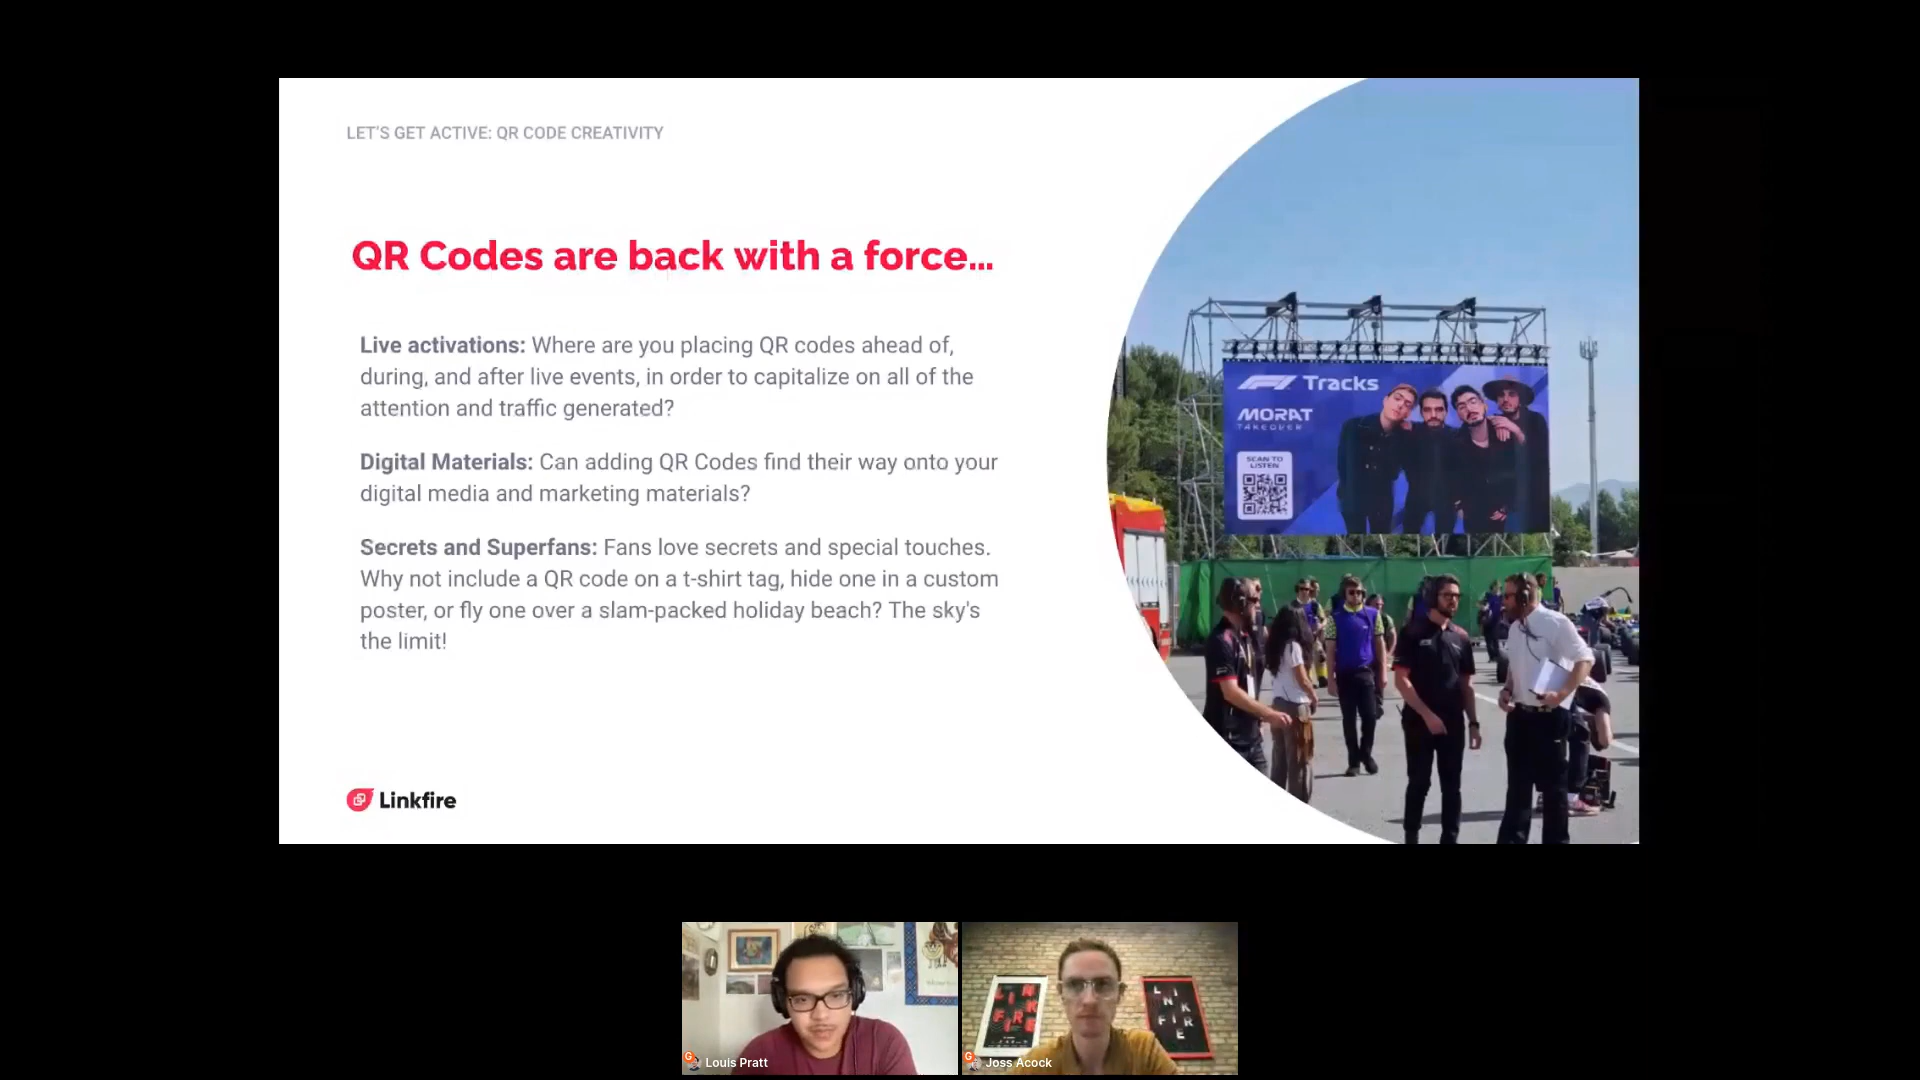 LET'S GET ACTIVE: QR CODE CREATIVITY
QR Codes are back with a force...
Live activations: Where are you placing QR codes ahead of,
during, and after live events, in order to capitalize on all of the
attention and traffic generated?
Digital Materials: Can adding QR Codes find their way onto your
digital media and marketing materials?
Secrets and Superfans: Fans love secrets and special touches.
Why not include a QR code on a t-shirt tag, hide one in a custom
poster, or fly one over a slam-packed holiday beach? The sky's
the limit!
Linkfire
F1 Tracks
MORAT
TAKEOVER
SCAN TO
LISTEN
Louis Pratt
LINKFIRE
LINKFIRE
Joss Acock